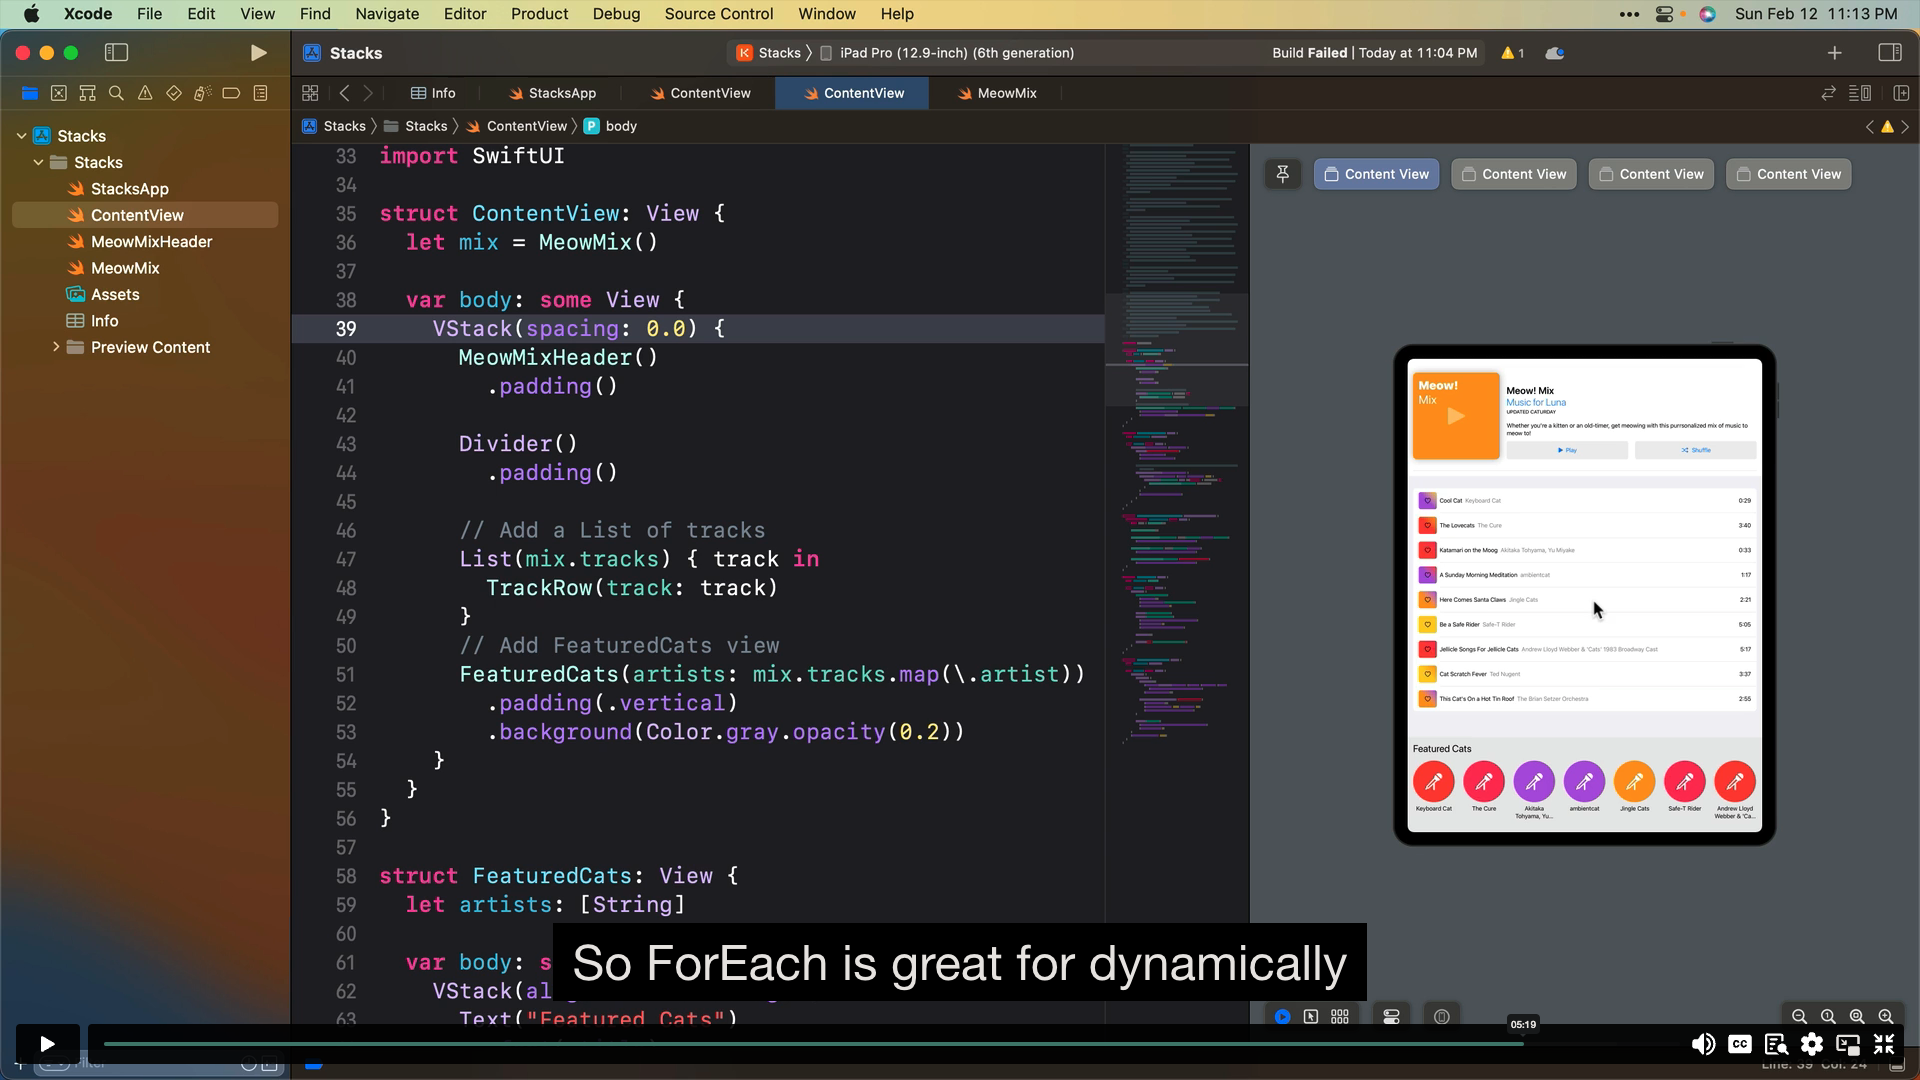 Xcode File Edit View Find Navigate Editor Product Debug Source Control Window Help
Sun Feb 12 11:13 PM
Stacks
Stacks iPad Pro (12.9-inch) (6th generation)
Build Failed | Today at 11:04 PM
1
Info StacksApp ContentView ContentView MeowMix
Stacks Stacks ContentView P body
Stacks
Stacks
StacksApp
ContentView
MeowMixHeader
MeowMix
Assets
Info
Preview Content
33 import SwiftUI
34
35 struct ContentView: View {
36 let mix = MeowMix()
37
38 var body: some View {
39 VStack(spacing: 0.0) {
40 MeowMixHeader()
41 .padding()
42
43 Divider()
44 .padding()
45
46 // Add a List of tracks
47 List(mix.tracks) { track in
48 TrackRow(track: track)
49 }
50 // Add FeaturedCats view
51 FeaturedCats(artists: mix.tracks.map(\.artist))
52 .padding(.vertical)
53 .background(Color.gray.opacity(0.2))
54 }
55 }
56 }
57
58 struct FeaturedCats: View {
59 let artists: [String]
60
61 var body: s
62 VStack(al
63 Text("Featured Cats")
Content View Content View Content View Content View
Meow!
Mix
Meow! Mix
Music for Luna
UPDATED CATURDAY
Whether you're a kitten or an old-timer, get meowing with this purrsonalized mix of music to
meow to!
Play Shuffle
Cool Cat Keyboard Cat 0:29
The Lovecats The Cure 3:40
Katamari on the Moog Akitaka Tohyama, Yu Miyake 0:33
A Sunday Morning Meditation ambientcat 1:17
Here Comes Santa Claws Jingle Cats 2:21
Be a Safe Rider Safe-T Rider 5:05
Jellicle Songs For Jellicle Cats Andrew Lloyd Webber & 'Cats' 1983 Broadway Cast 5:17
Cat Scratch Fever Ted Nugent 3:37
This Cat's On a Hot Tin Roof The Brian Setzer Orchestra 2:55
Featured Cats
Keyboard Cat The Cure Akitaka Tohyama, Yu... ambientcat Jingle Cats Safe-T Rider Andrew Lloyd Webber & 'Ca...
So ForEach is great for dynamically
05:19
CC
Filter
Line: 39 Col: 24